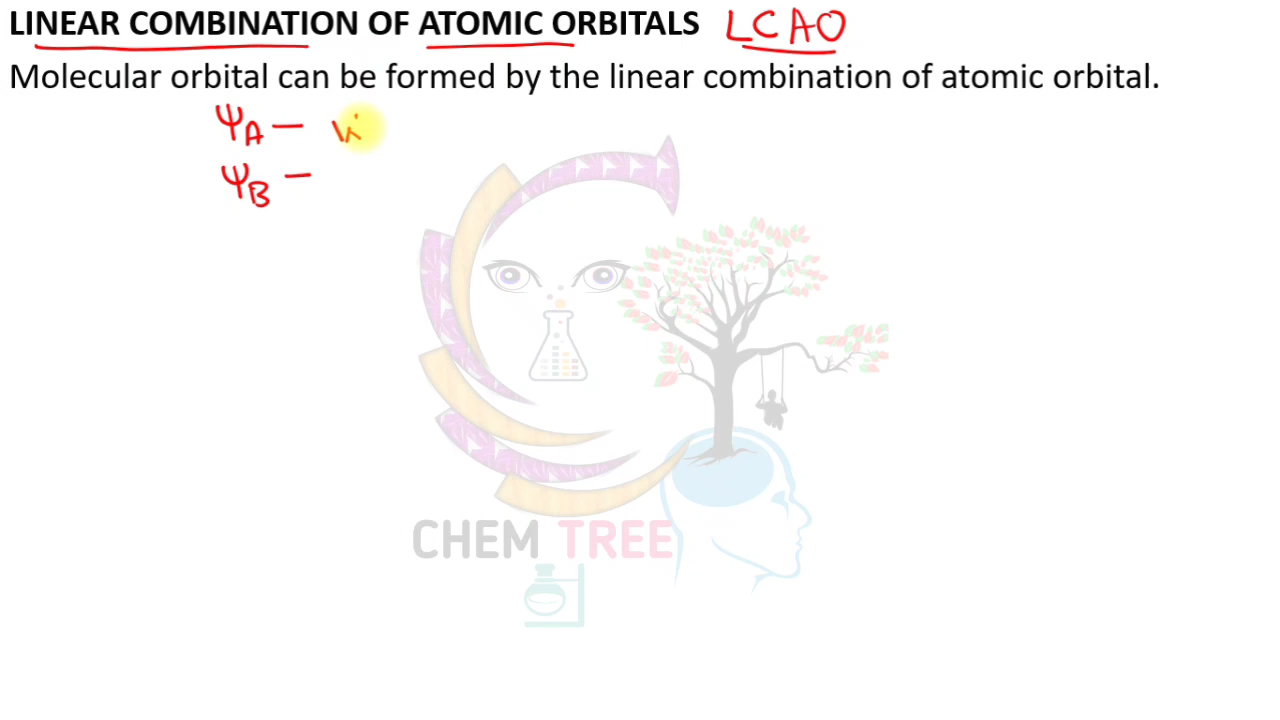 LINEAR COMBINATION OF ATOMIC ORBITALS LCAO
Molecular orbital can be formed by the linear combination of atomic orbital.
ΨA –
ΨB –
CHEM TREE